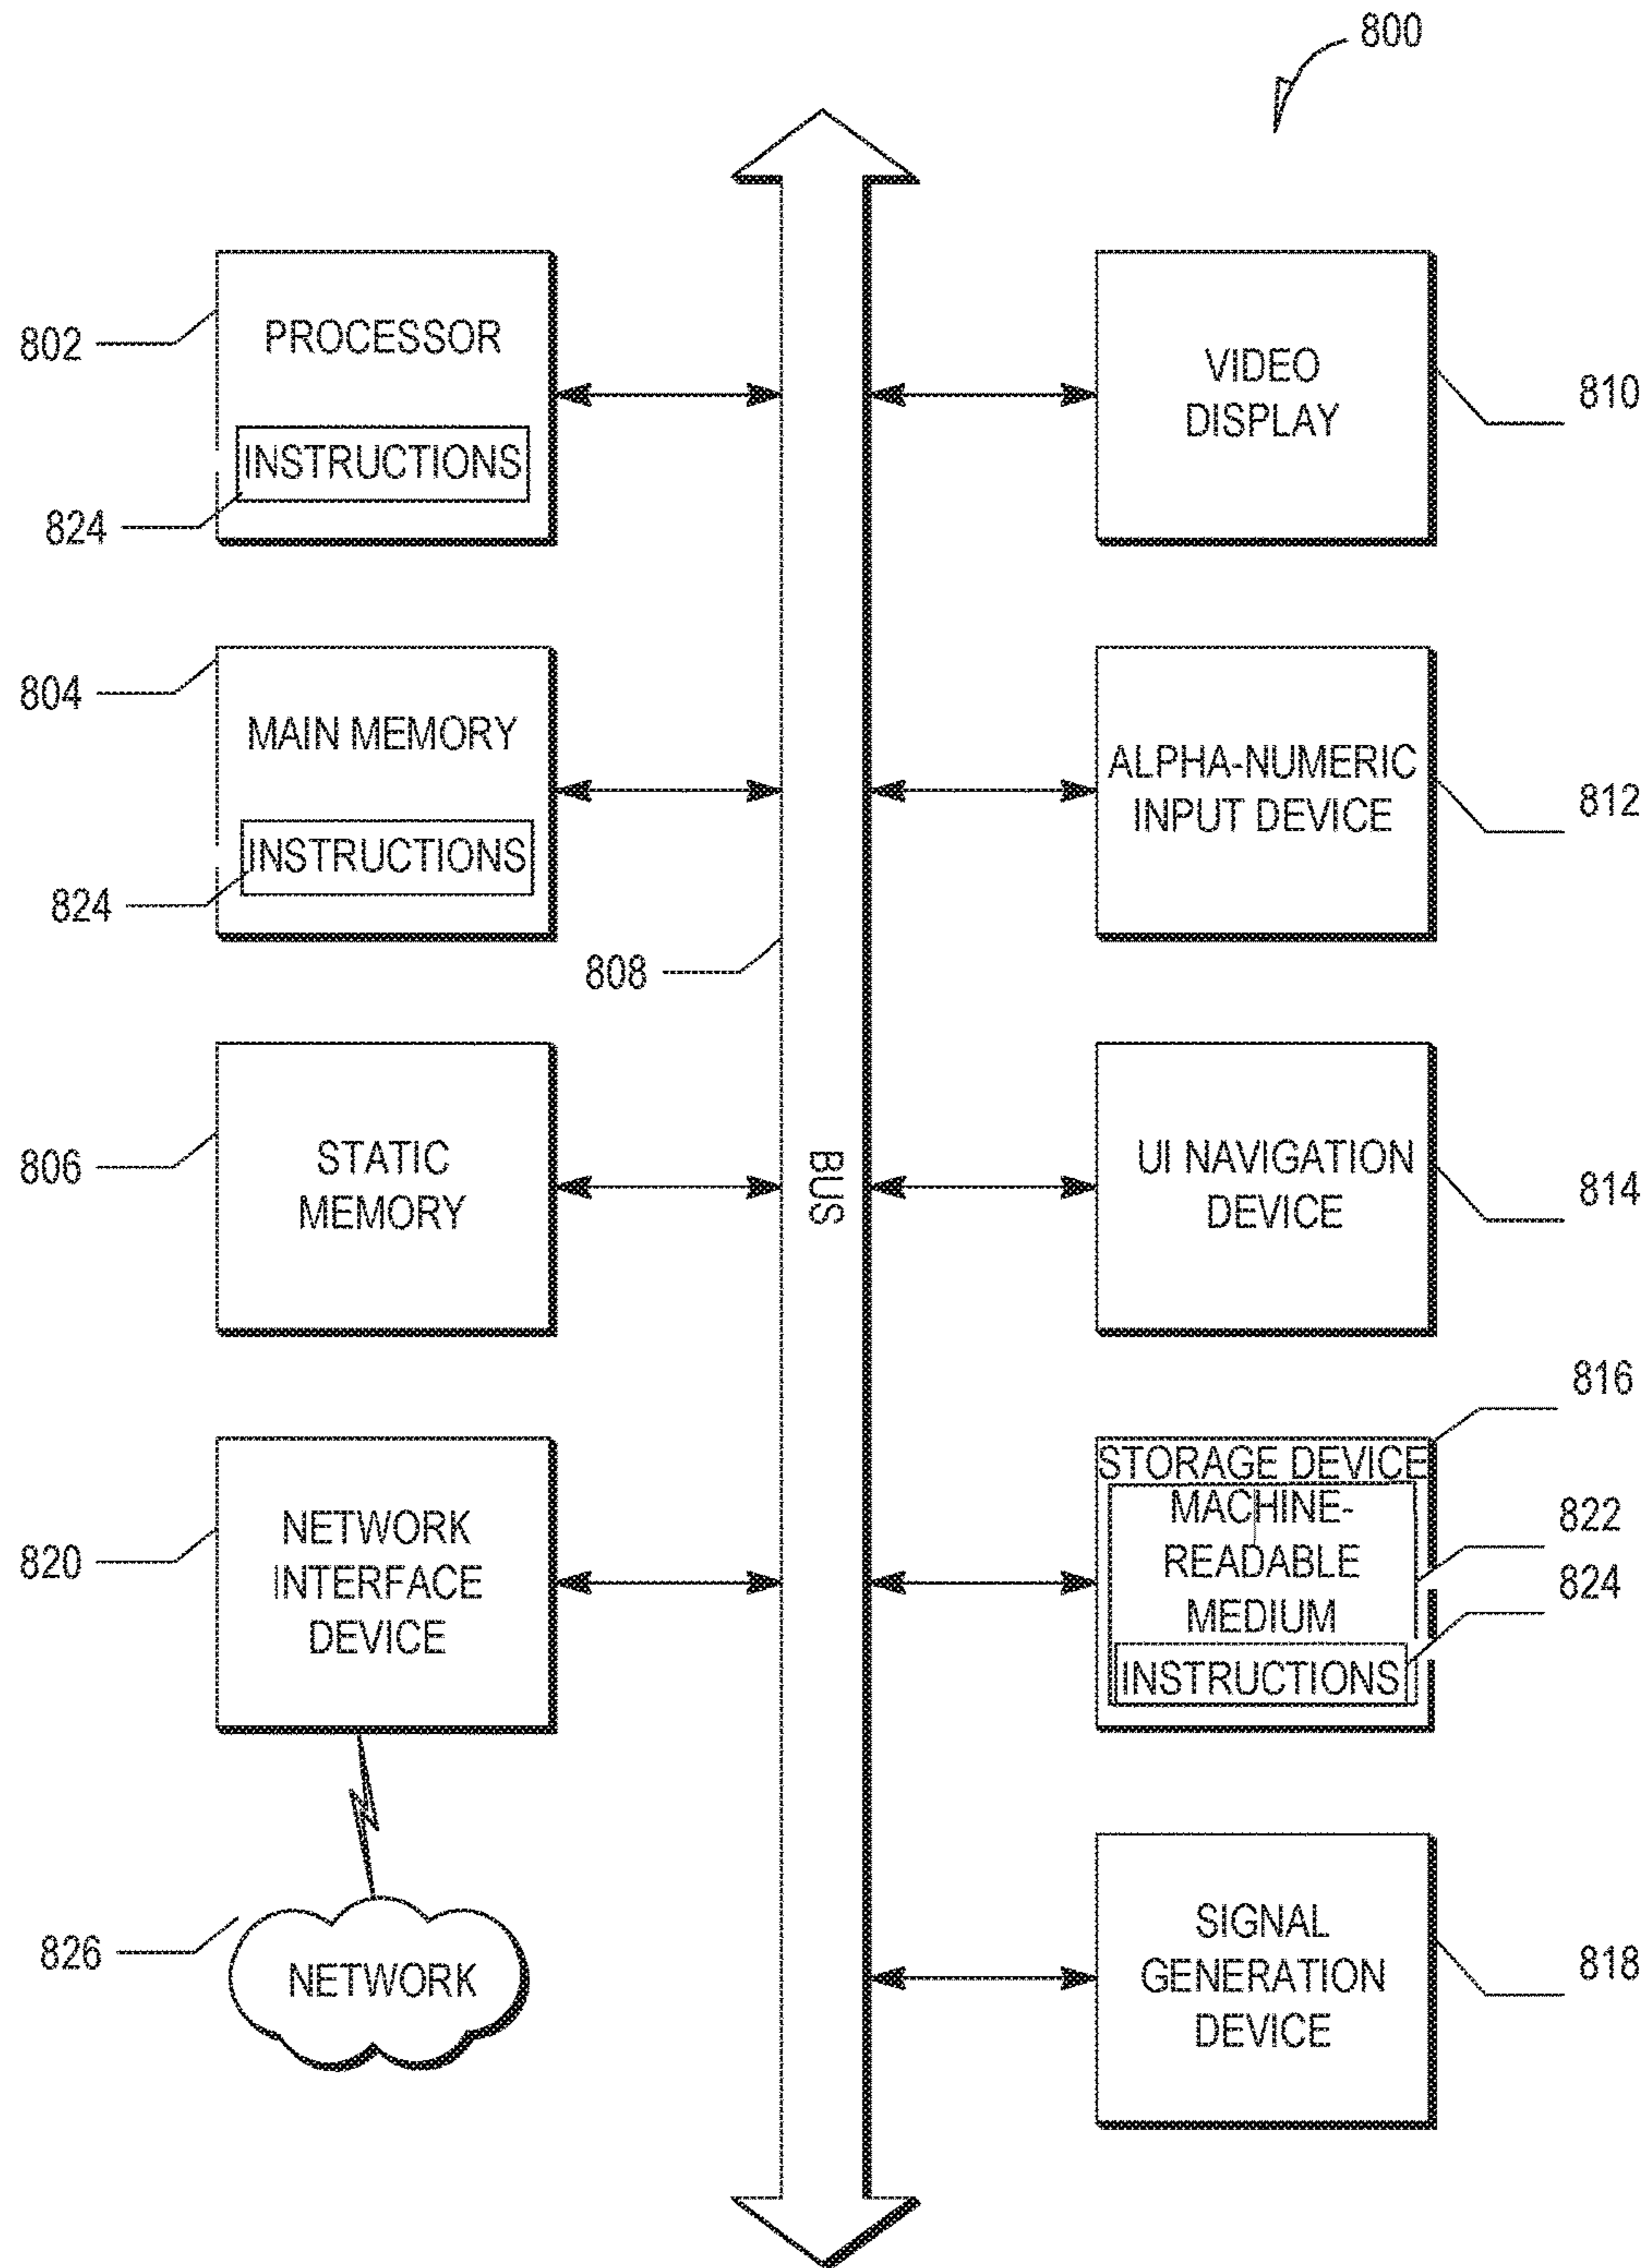 800
802
PROCESSOR
INSTRUCTIONS
824
804
MAIN MEMORY
INSTRUCTIONS
824
808
806
STATIC
MEMORY
820
NETWORK
INTERFACE
DEVICE
826
NETWORK
BUS
VIDEO
DISPLAY
810
ALPHA-NUMERIC
INPUT DEVICE
812
UI NAVIGATION
DEVICE
814
816
STORAGE DEVICE
MACHINE-
READABLE
MEDIUM
822
824
INSTRUCTIONS
SIGNAL
GENERATION
DEVICE
818